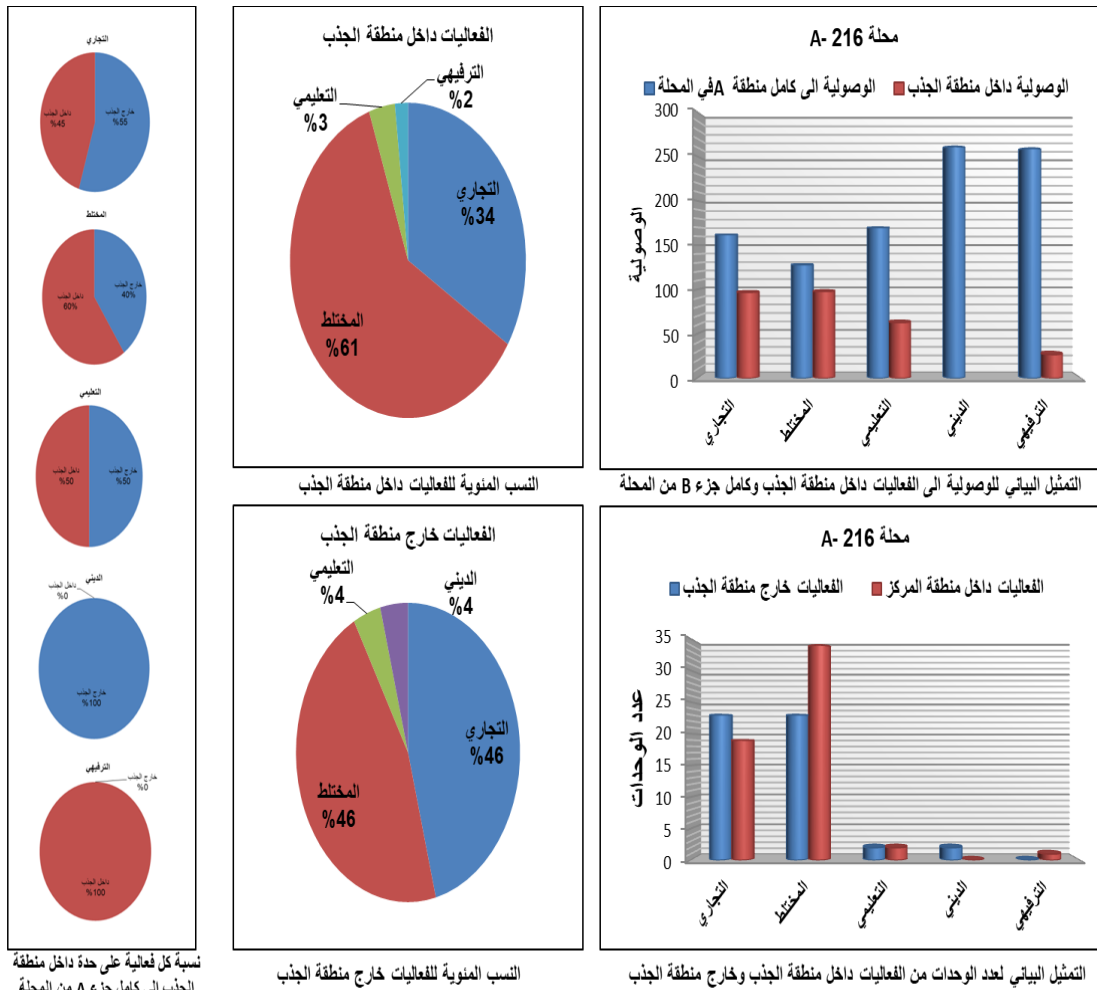 محلة 216 -A
الوصولية داخل منطقة الجذب
الوصولية الى كامل منطقة Aفي المحلة
300
250
200
150
100
50
0
الوصولية
التجاري
المختلط
التعليمي
الديني
الترفيهي
التمثيل البياني للوصولية الى الفعاليات داخل منطقة الجذب وكامل جزء B من المحلة
الفعاليات داخل منطقة الجذب
الترفيهي
%2
التعليمي
%3
التجاري
%34
المختلط
%61
النسب المئوية للفعاليات داخل منطقة الجذب
التجاري
داخل الجذب
%45
خارج الجذب
%55
المختلط
خارج الجذب
40%
داخل الجذب
60%
التعليمي
داخل الجذب
%50
خارج الجذب
%50
الديني
داخل الجذب
%0
خارج الجذب
%100
الترفيهي
خارج الجذب
%0
داخل الجذب
%100
نسبة كل فعالية على حدة داخل منطقة
الجذب الى كامل جزء A من المحلة
محلة 216 -A
الفعاليات داخل منطقة المركز
الفعاليات خارج منطقة الجذب
35
30
25
20
15
10
5
0
عدد الوحدات
التجاري
المختلط
التعليمي
الديني
الترفيهي
التمثيل البياني لعدد الوحدات من الفعاليات داخل منطقة الجذب وخارج منطقة الجذب
الفعاليات خارج منطقة الجذب
الديني
%4
التعليمي
%4
التجاري
%46
المختلط
%46
النسب المئوية للفعاليات خارج منطقة الجذب